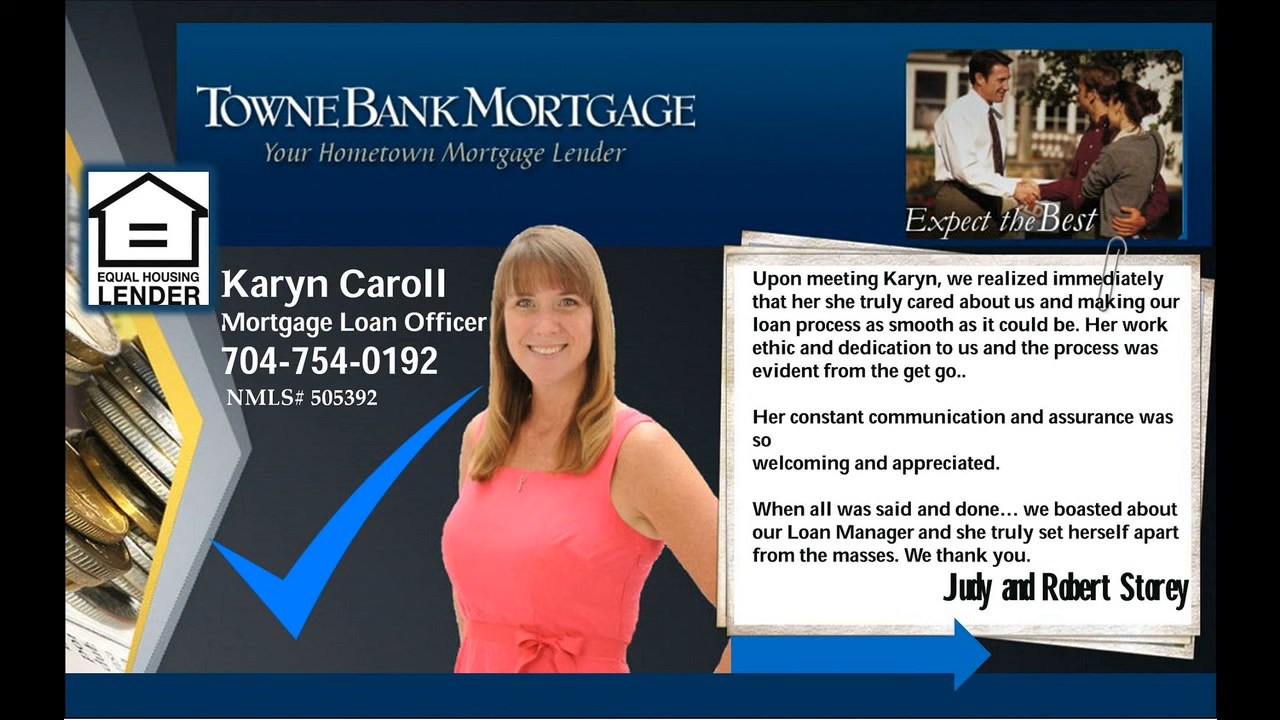 TOWNEBANK MORTGAGE
Your Hometown Mortgage Lender
Expect the Best
EQUAL HOUSING
LENDER
Karyn Caroll
Mortgage Loan Officer
704-754-0192
NMLS# 505392
Upon meeting Karyn, we realized immediately
that her she truly cared about us and making our
loan process as smooth as it could be. Her work
ethic and dedication to us and the process was
evident from the get go..
Her constant communication and assurance was
so
welcoming and appreciated.
When all was said and done... we boasted about
our Loan Manager and she truly set herself apart
from the masses. We thank you.
Judy and Robert Storey